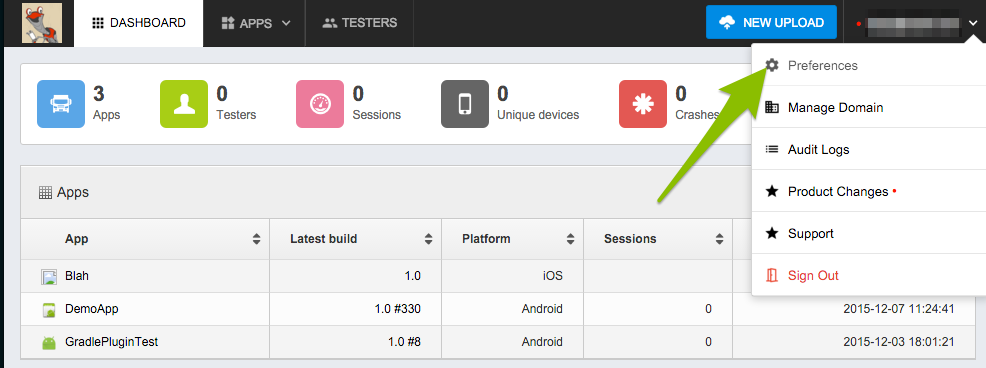 DASHBOARD
APPS
TESTERS
NEW UPLOAD
3
Apps
0
Testers
0
Sessions
0
Unique devices
0
Crashes
Preferences
Manage Domain
Audit Logs
Product Changes
Support
Sign Out
Apps
App Latest build Platform Sessions
Blah 1.0 iOS
DemoApp 1.0 #330 Android 0 2015-12-07 11:24:41
GradlePluginTest 1.0 #8 Android 0 2015-12-03 18:01:21